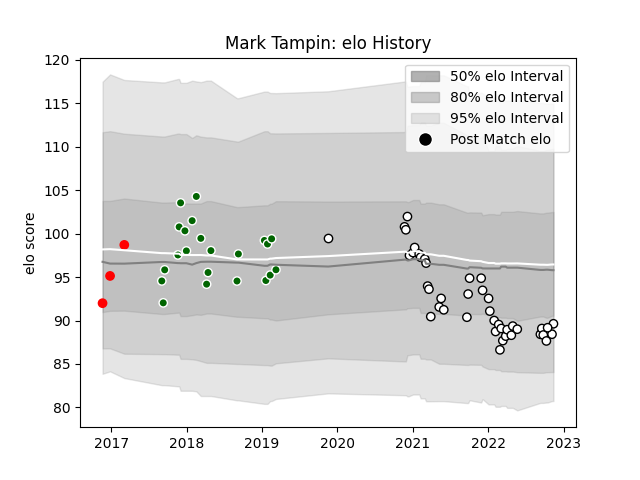 Mark Tampin: elo History
120
115
110
105
100
95
90
85
80
elo score
50% elo Interval
80% elo Interval
95% elo Interval
Post Match elo
2017 2018 2019 2020 2021 2022 2023